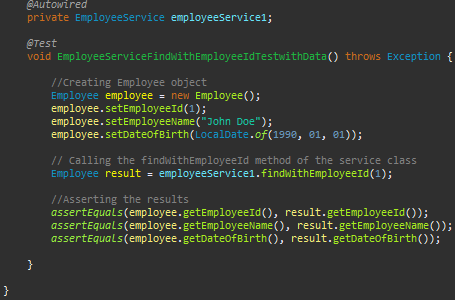 @Autowired
private EmployeeService employeeService1;
@Test
void EmployeeServiceFindWithEmployeeIdTestwithData() throws Exception {
//Creating Employee object
Employee employee = new Employee();
employee.setEmployeeId(1);
employee.setEmployeeName("John Doe");
employee.setDateOfBirth(LocalDate.of(1990, 01, 01));
// Calling the findWithEmployeeId method of the service class
Employee result = employeeService1.findWithEmployeeId(1);
//Asserting the results
assertEquals(employee.getEmployeeId(), result.getEmployeeId());
assertEquals(employee.getEmployeeName(), result.getEmployeeName());
assertEquals(employee.getDateOfBirth(), result.getDateOfBirth());
}
}